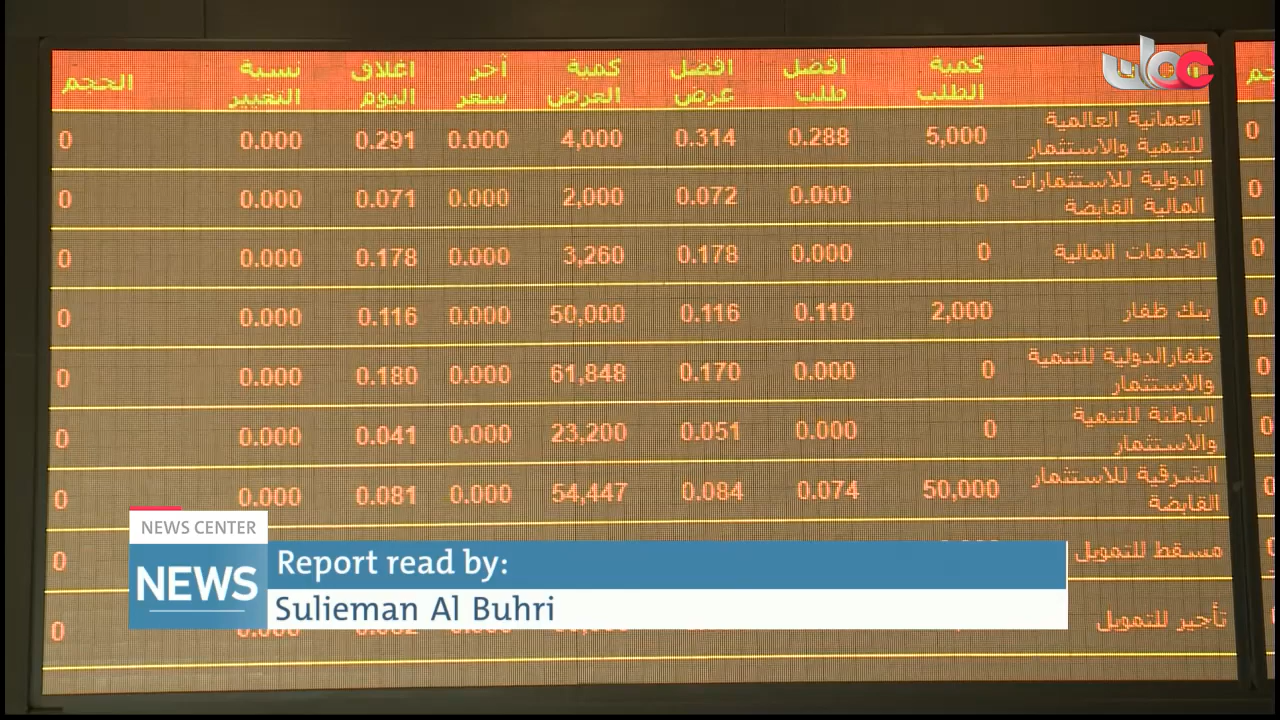 كمية الطلب افضل طلب افضل عرض كمية العرض آخر سعر اغلاق اليوم نسبة التغيير الحجم
العمانية العالمية للتنمية والاستثمار 5,000 0.288 0.314 4,000 0.000 0.291 0.000 0
الدولية للاستثمارات المالية القابضة 0 0.000 0.072 2,000 0.000 0.071 0.000 0
الخدمات المالية 0 0.000 0.178 3,260 0.000 0.178 0.000 0
بنك ظفار 2,000 0.110 0.116 50,000 0.000 0.116 0.000 0
ظفار الدولية للتنمية والاستثمار 0 0.000 0.170 61,848 0.000 0.180 0.000 0
الباطنة للتنمية والاستثمار 0 0.000 0.051 23,200 0.000 0.041 0.000 0
الشرقية للاستثمار القابضة 50,000 0.074 0.084 54,447 0.000 0.081 0.000 0
مسقط للتمويل 0
تأجير للتمويل 0.000 0
NEWS CENTER
NEWS
Report read by:
Sulieman Al Buhri